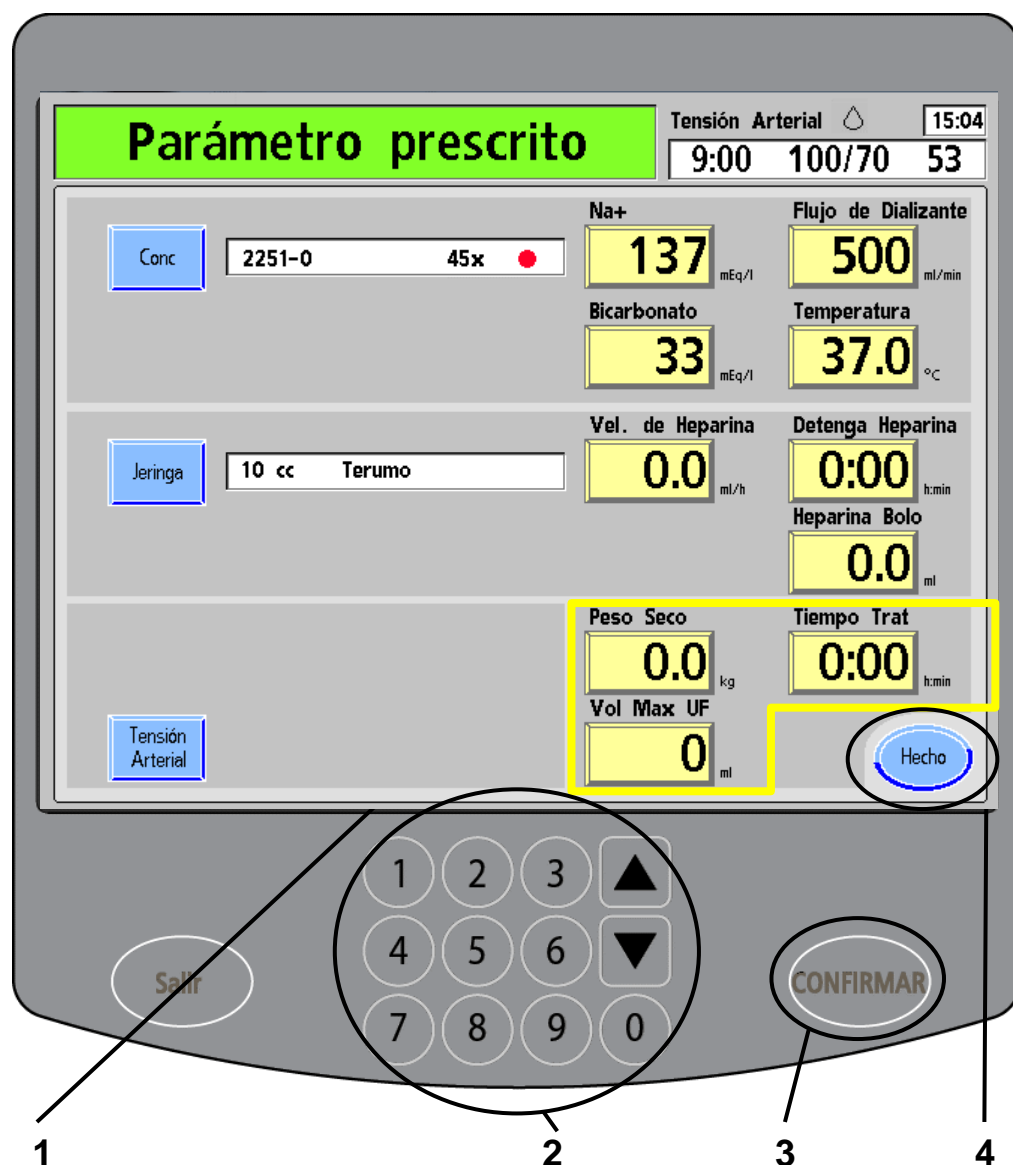 Parámetro prescrito
Tensión Arterial 15:04
9:00 100/70 53
Conc 2251-0 45x
Na+ Flujo de Dializante
137 mEq/l 500 ml/min
Bicarbonato Temperatura
33 mEq/l 37.0 °C
Jeringa 10 cc Terumo
Vel. de Heparina Detenga Heparina
0.0 ml/h 0:00 h:min
Heparina Bolo
0.0 ml
Peso Seco Tiempo Trat
0.0 kg 0:00 h:min
Vol Max UF
0 ml
Tensión
Arterial
Hecho
1 2 3
4 5 6
7 8 9 0
Salir
CONFIRMAR
1 2 3 4